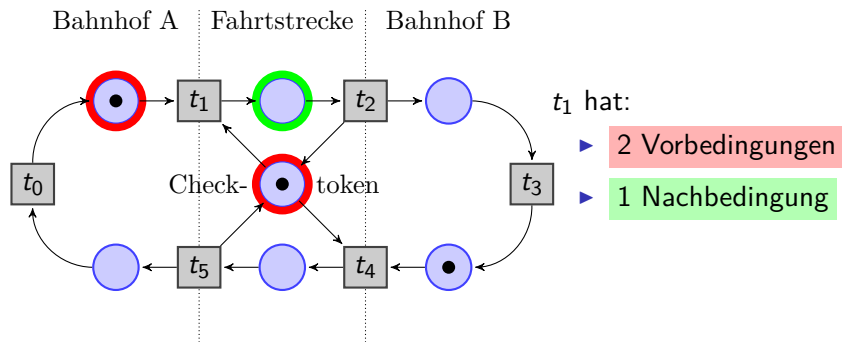 Bahnhof A Fahrtstrecke Bahnhof B
t1 t2
t1 hat:
▶ 2 Vorbedingungen
t0 Check- token t3
▶ 1 Nachbedingung
t5 t4